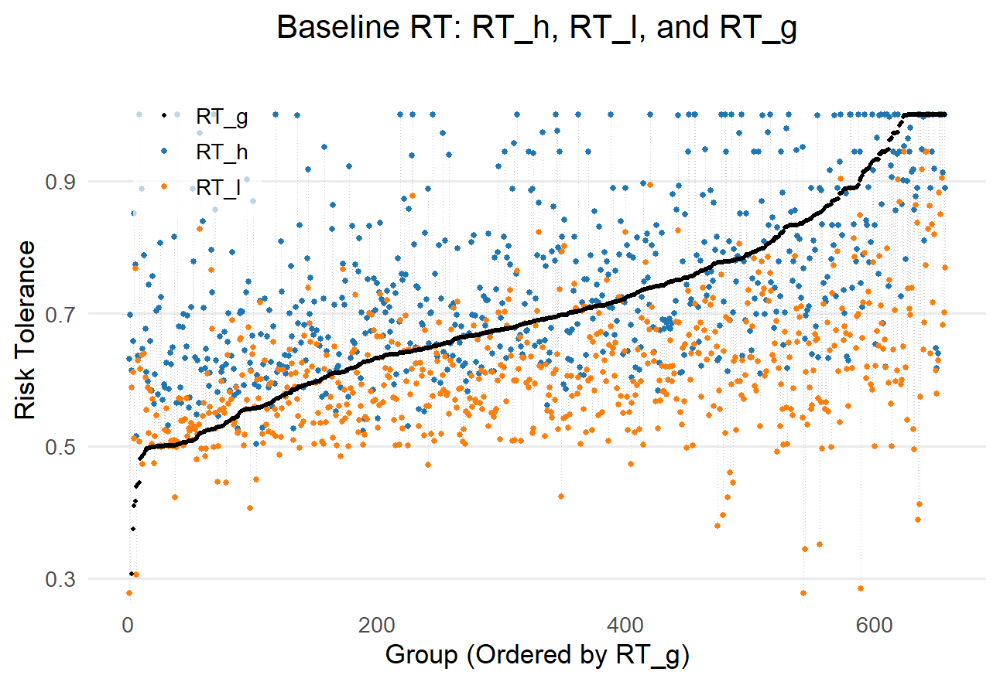 Baseline RT: RT_h, RT_l, and RT_g
RT_g
RT_h
RT_l
Risk Tolerance
0.9
0.7
0.5
0.3
0
200
400
600
Group (Ordered by RT_g)